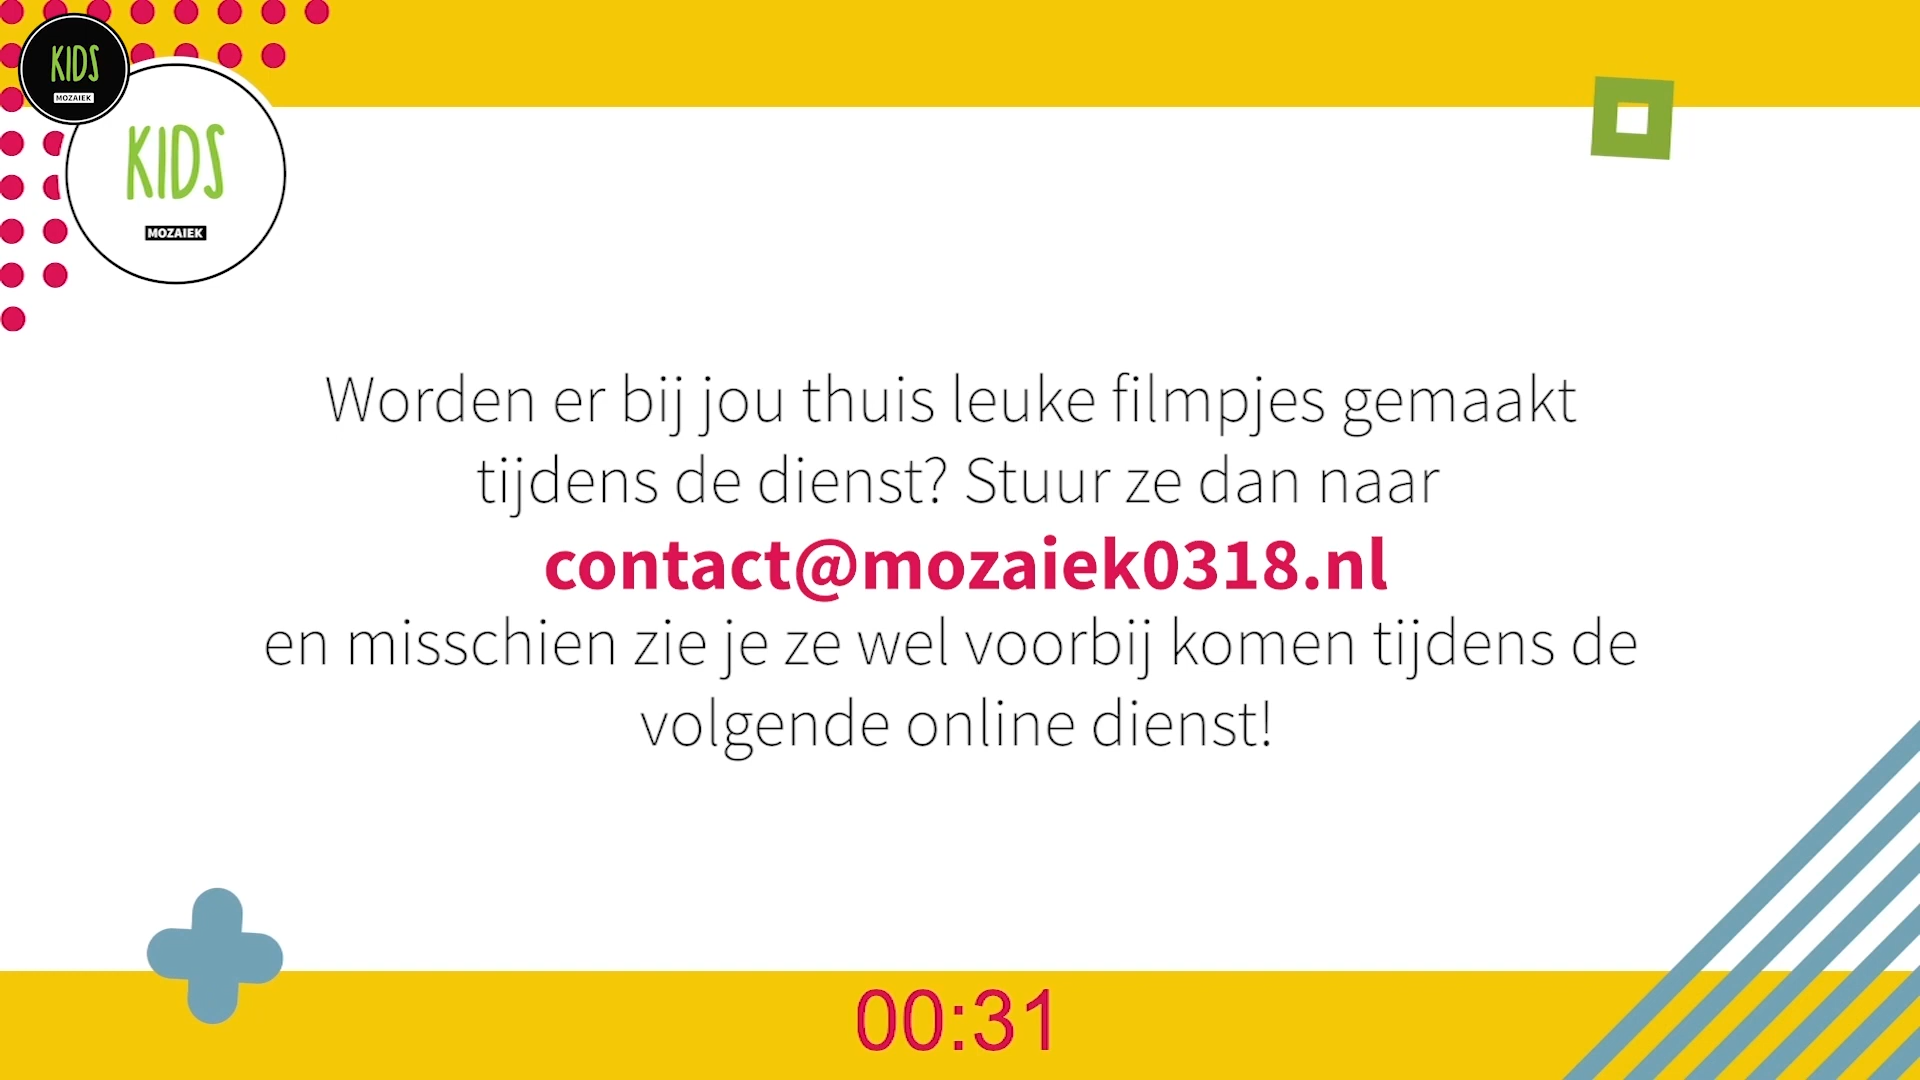 KIDS
MOZAIEK
KIDS
MOZAIEK
Worden er bij jou thuis leuke filmpjes gemaakt
tijdens de dienst? Stuur ze dan naar
contact@mozaiek0318.nl
en misschien zie je ze wel voorbij komen tijdens de
volgende online dienst!
00:31